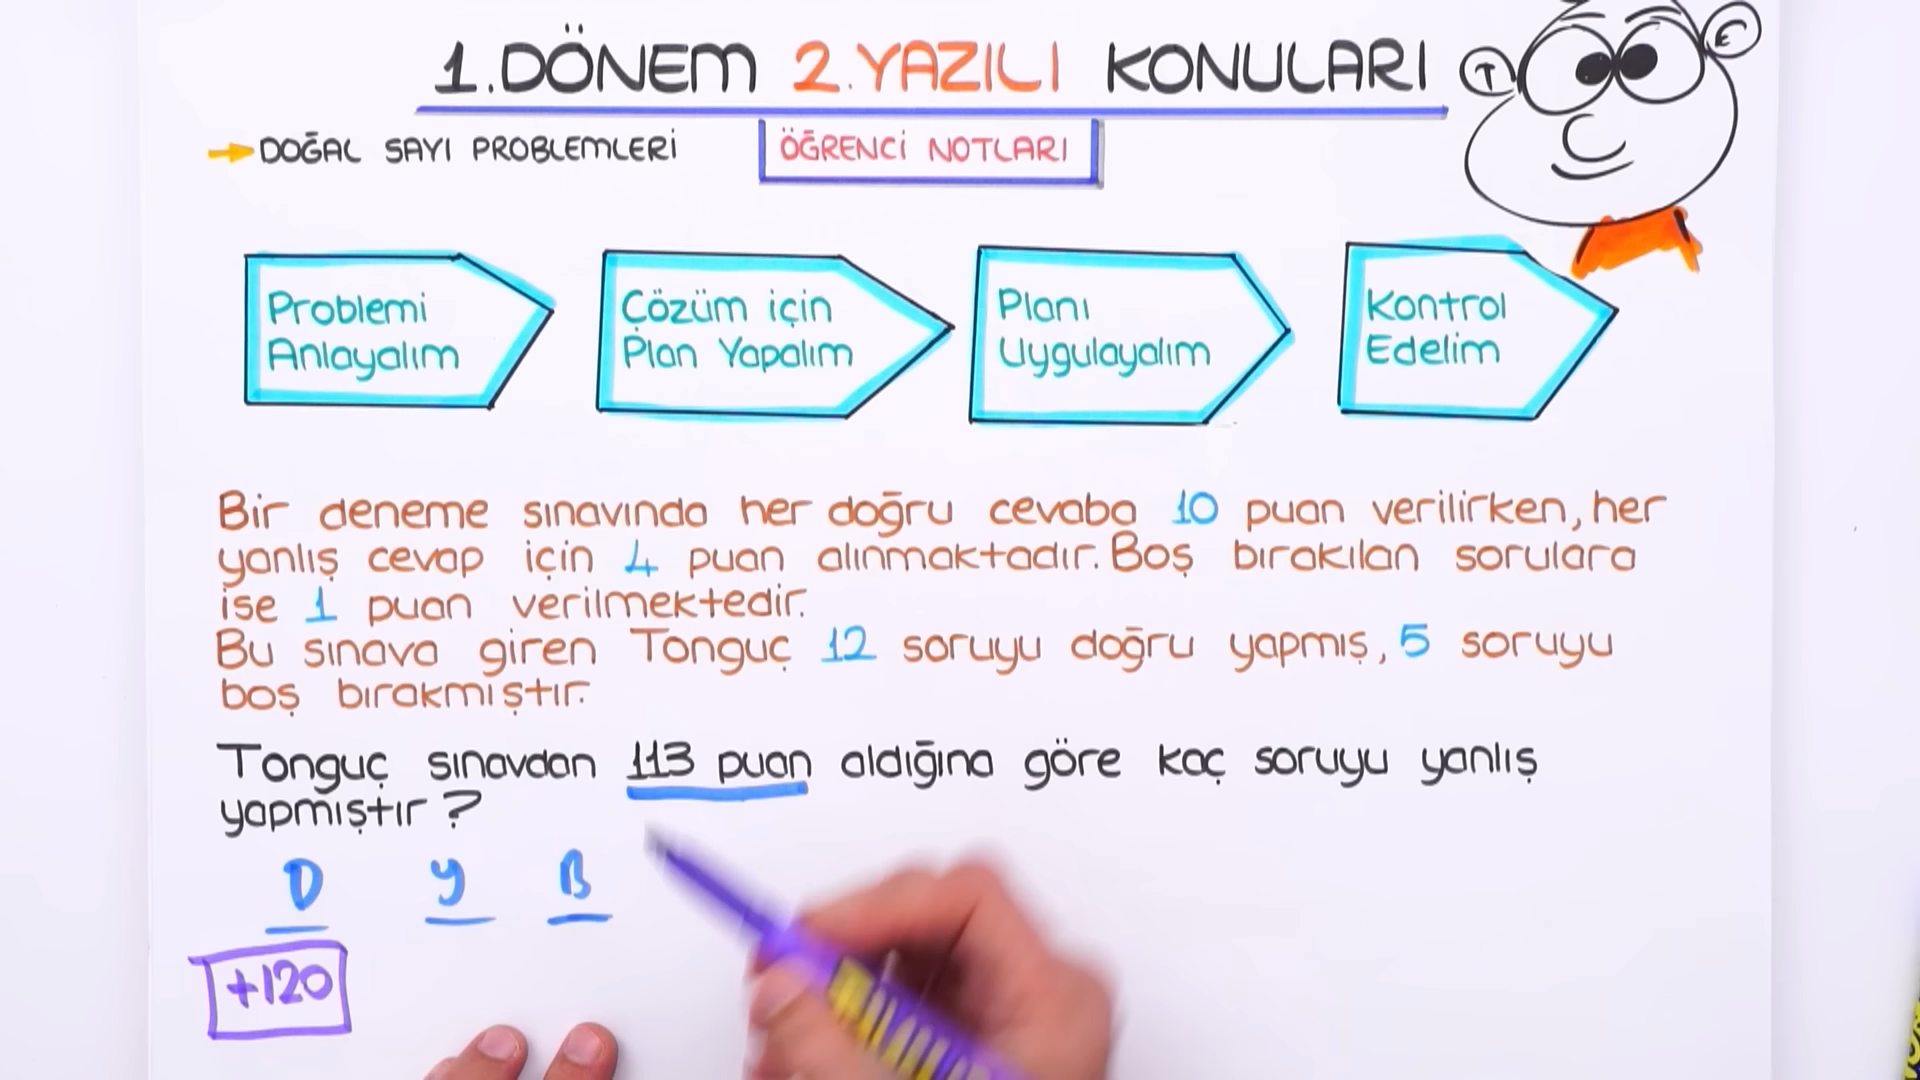 1.DÖNEM 2.YAZILI KONULARI
T
C
DOĞAL SAYI PROBLEMLERİ
ÖĞRENCİ NOTLARI
Problemi
Anlayalım
Çözüm için
Plan Yapalım
Planı
Uygulayalım
Kontrol
Edelim
Bir deneme sınavında her doğru cevaba 10 puan verilirken, her
yanlış cevap için 4 puan alınmaktadır. Boş bırakılan sorulara
ise 1 puan verilmektedir.
Bu sınava giren Tonguç 12 soruyu doğru yapmış, 5 soruyu
boş bırakmıştır.
Tonguç sınavdan 113 puan aldığına göre kaç soruyu yanlış
yapmıştır?
D Y B
+120